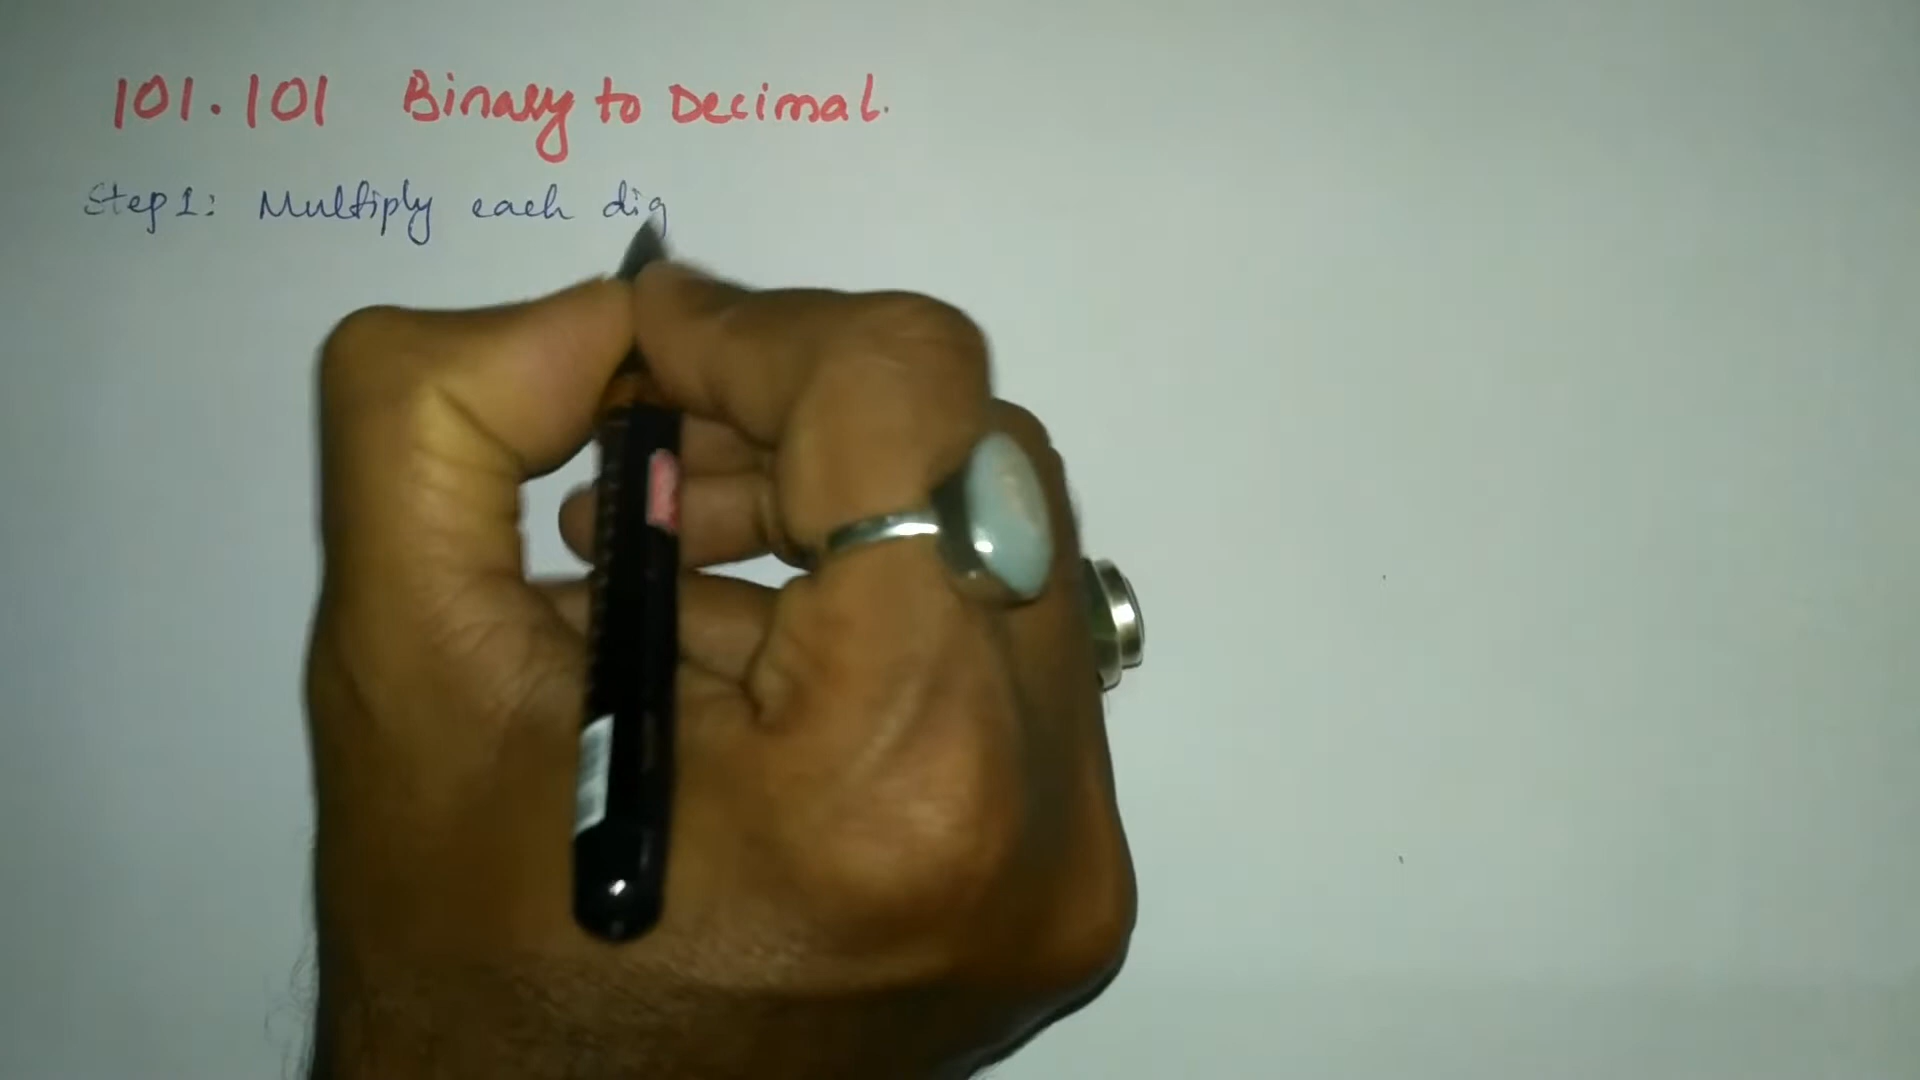 101.101 Binary to Decimal.
Step 1: Multiply each dig